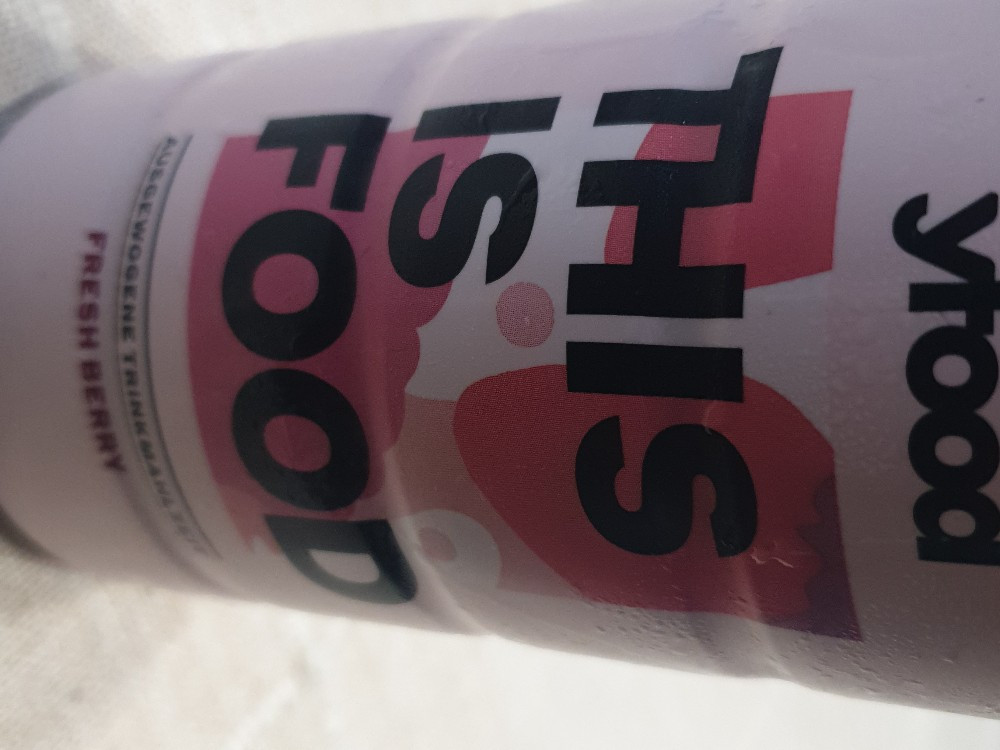 yfood
THIS
IS
FOOD
AUSGEWOGENE TRINKMAHLZEIT
FRESH BERRY